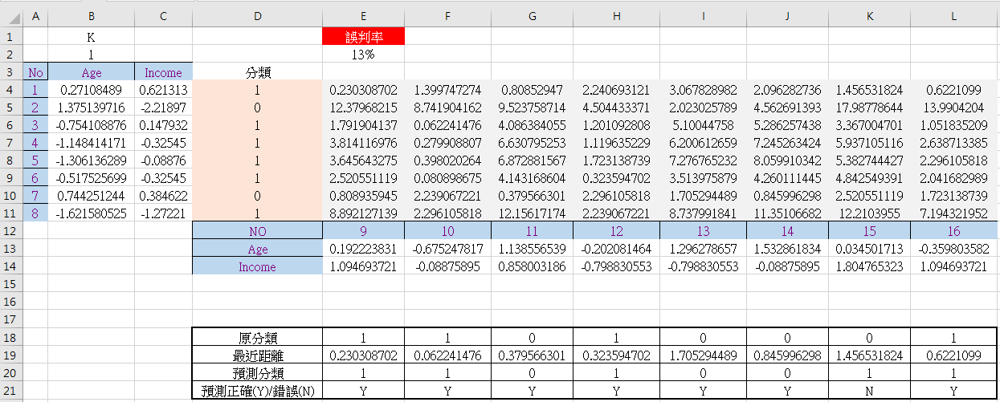 A B C D E F G H I J K L
1 K 誤判率
2 1 13%
3 No Age Income 分類
4 1 0.27108489 0.621313 1 0.230308702 1.399747274 0.80852947 2.240693121 3.067828982 2.096282736 1.456531824 0.6221099
5 2 1.375139716 -2.21897 0 12.37968215 8.741904162 9.523758714 4.504433371 2.023025789 4.562691393 17.98778644 13.9904204
6 3 -0.754108876 0.147932 1 1.791904137 0.062241476 4.086384055 1.201092808 5.10044758 5.286257438 3.367004701 1.051835209
7 4 -1.148414171 -0.32545 1 3.814116976 0.279908807 6.630795253 1.119635229 6.200612659 7.245263424 5.937105116 2.638713385
8 5 -1.306136289 -0.08876 1 3.645643275 0.398020264 6.872881567 1.723138739 7.276765232 8.059910342 5.382744427 2.296105818
9 6 -0.517525699 -0.32545 1 2.520551119 0.080898675 4.143168604 0.323594702 3.513975879 4.260111445 4.842549391 2.041682989
10 7 0.744251244 0.384622 0 0.808935945 2.239067221 0.379566301 2.296105818 1.705294489 0.845996298 2.520551119 1.723138739
11 8 -1.621580525 -1.27221 1 8.892127139 2.296105818 12.15617174 2.239067221 8.737991841 11.35106682 12.2103955 7.194321952
12 NO 9 10 11 12 13 14 15 16
13 Age 0.192223831 -0.675247817 1.138556539 -0.202081464 1.296278657 1.532861834 0.034501713 -0.359803582
14 Income 1.094693721 -0.08875895 0.858003186 -0.798830553 -0.798830553 -0.08875895 1.804765323 1.094693721
15
16
17
18 原分類 1 1 0 1 0 0 0 1
19 最近距離 0.230308702 0.062241476 0.379566301 0.323594702 1.705294489 0.845996298 1.456531824 0.6221099
20 預測分類 1 1 0 1 0 0 1 1
21 預測正確(Y)/錯誤(N) Y Y Y Y Y Y N Y